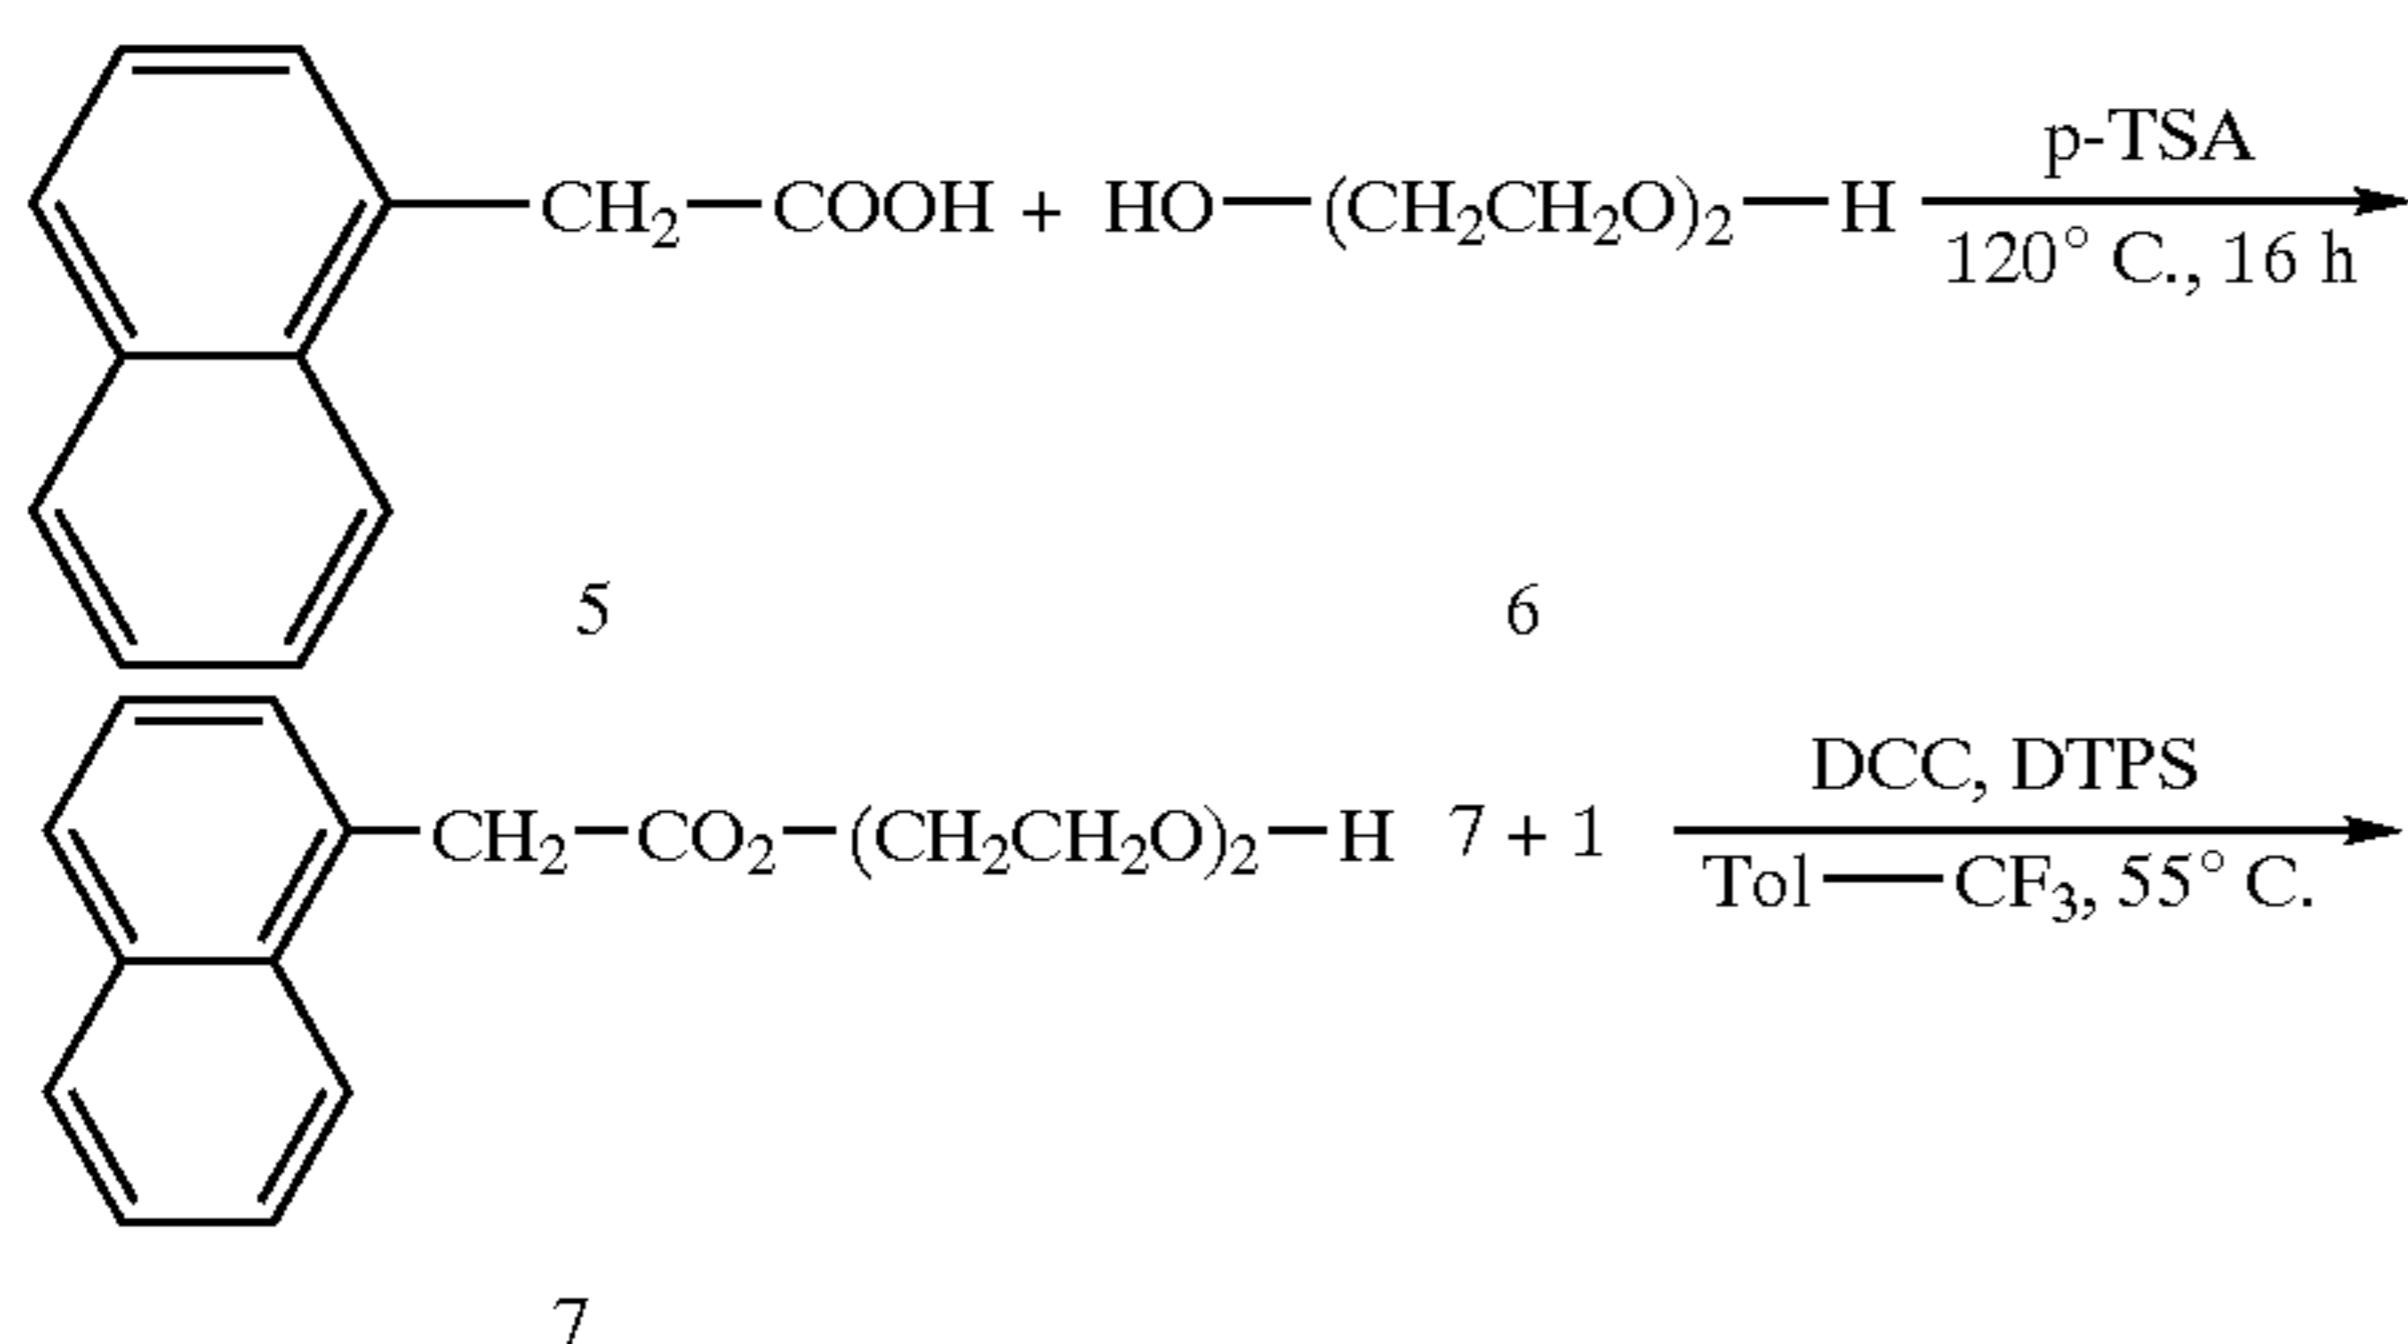 p-TSA
CH₂—COOH + HO—(CH₂CH₂O)₂—H
120° C., 16 h
5
6
DCC, DTPS
CH₂—CO₂—(CH₂CH₂O)₂—H 7 + 1
Tol—CF₃, 55° C.
7